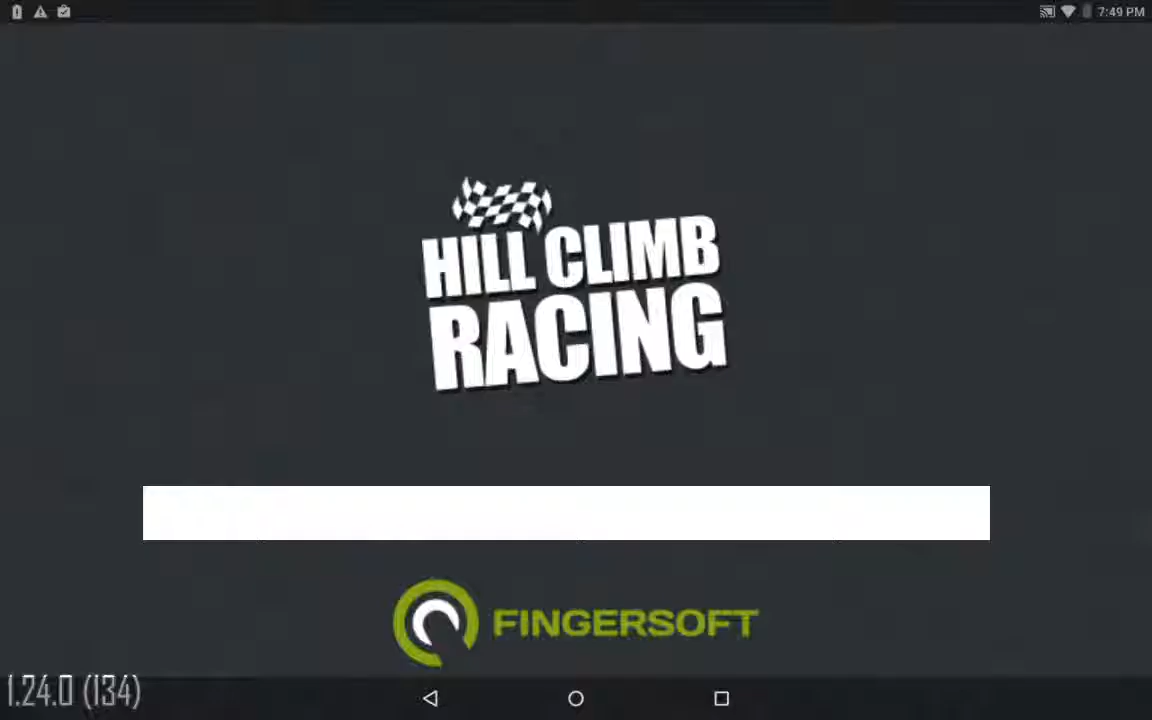 7:49 PM
HILL CLIMB
RACING
FINGERSOFT
1.24.0 (134)